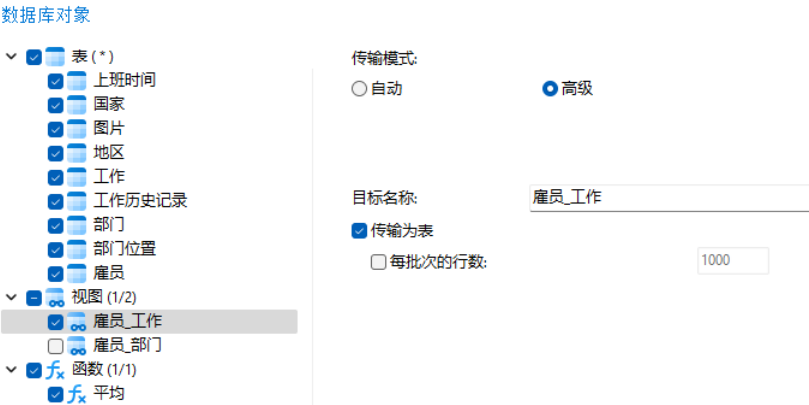 数据库对象
表 (*)
上班时间
国家
图片
地区
工作
工作历史记录
部门
部门位置
雇员
视图 (1/2)
雇员_工作
雇员_部门
函数 (1/1)
平均
传输模式:
自动
高级
目标名称:
雇员_工作
传输为表
每批次的行数:
1000